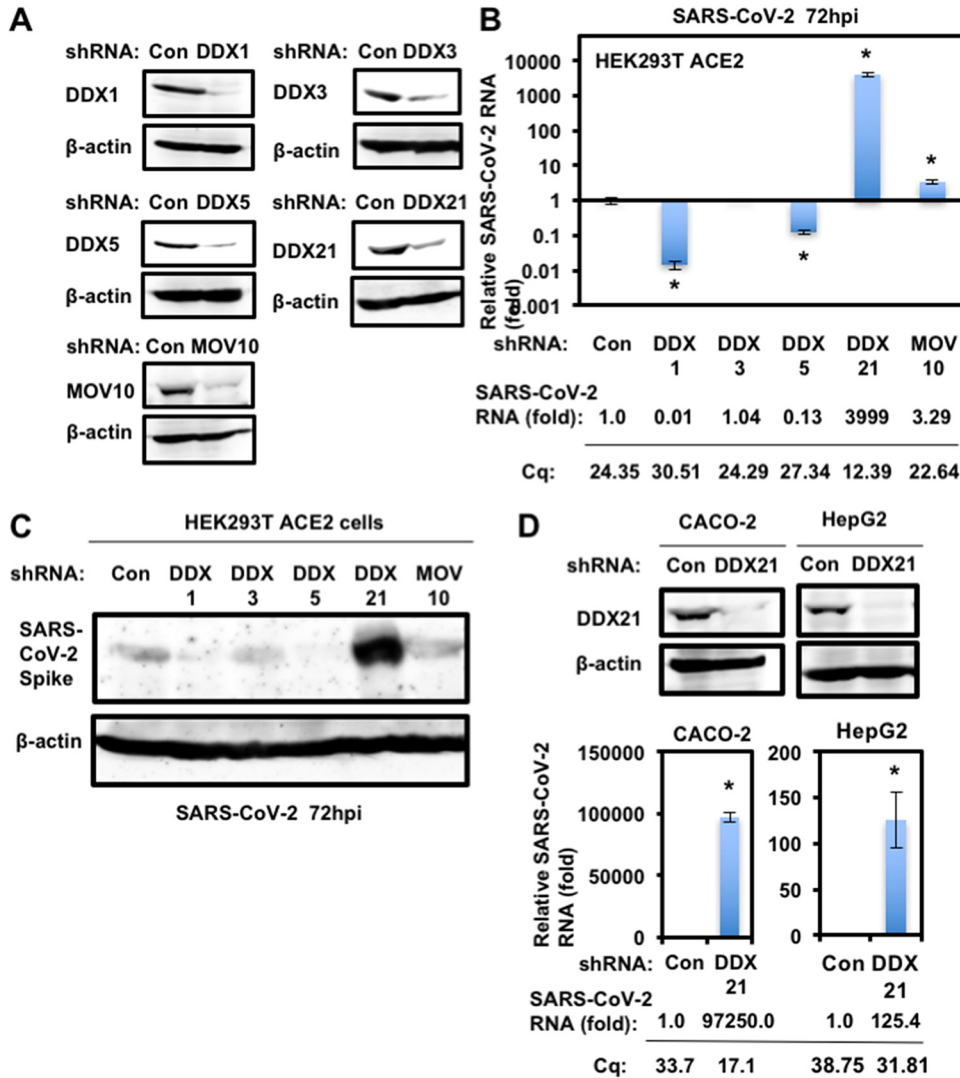 A
shRNA: Con DDX1
DDX1
β-actin
shRNA: Con DDX3
DDX3
β-actin
shRNA: Con DDX5
DDX5
β-actin
shRNA: Con DDX21
DDX21
β-actin
shRNA: Con MOV10
MOV10
β-actin
B
SARS-CoV-2 72hpi
HEK293T ACE2
Relative SARS-CoV-2 RNA
(fold)
10000
1000
100
10
1
0.1
0.01
0.001
*
*
*
*
shRNA: Con DDX DDX DDX DDX MOV
1 3 5 21 10
SARS-CoV-2
RNA (fold): 1.0 0.01 1.04 0.13 3999 3.29
Cq: 24.35 30.51 24.29 27.34 12.39 22.64
C
HEK293T ACE2 cells
shRNA: Con DDX DDX DDX DDX MOV
1 3 5 21 10
SARS-
CoV-2
Spike
β-actin
SARS-CoV-2 72hpi
D
CACO-2 HepG2
shRNA: Con DDX21 Con DDX21
DDX21
β-actin
Relative SARS-CoV-2
RNA (fold)
CACO-2
150000
100000
50000
0
*
HepG2
200
150
100
50
0
*
shRNA: Con DDX Con DDX
21 21
SARS-CoV-2
RNA (fold): 1.0 97250.0 1.0 125.4
Cq: 33.7 17.1 38.75 31.81